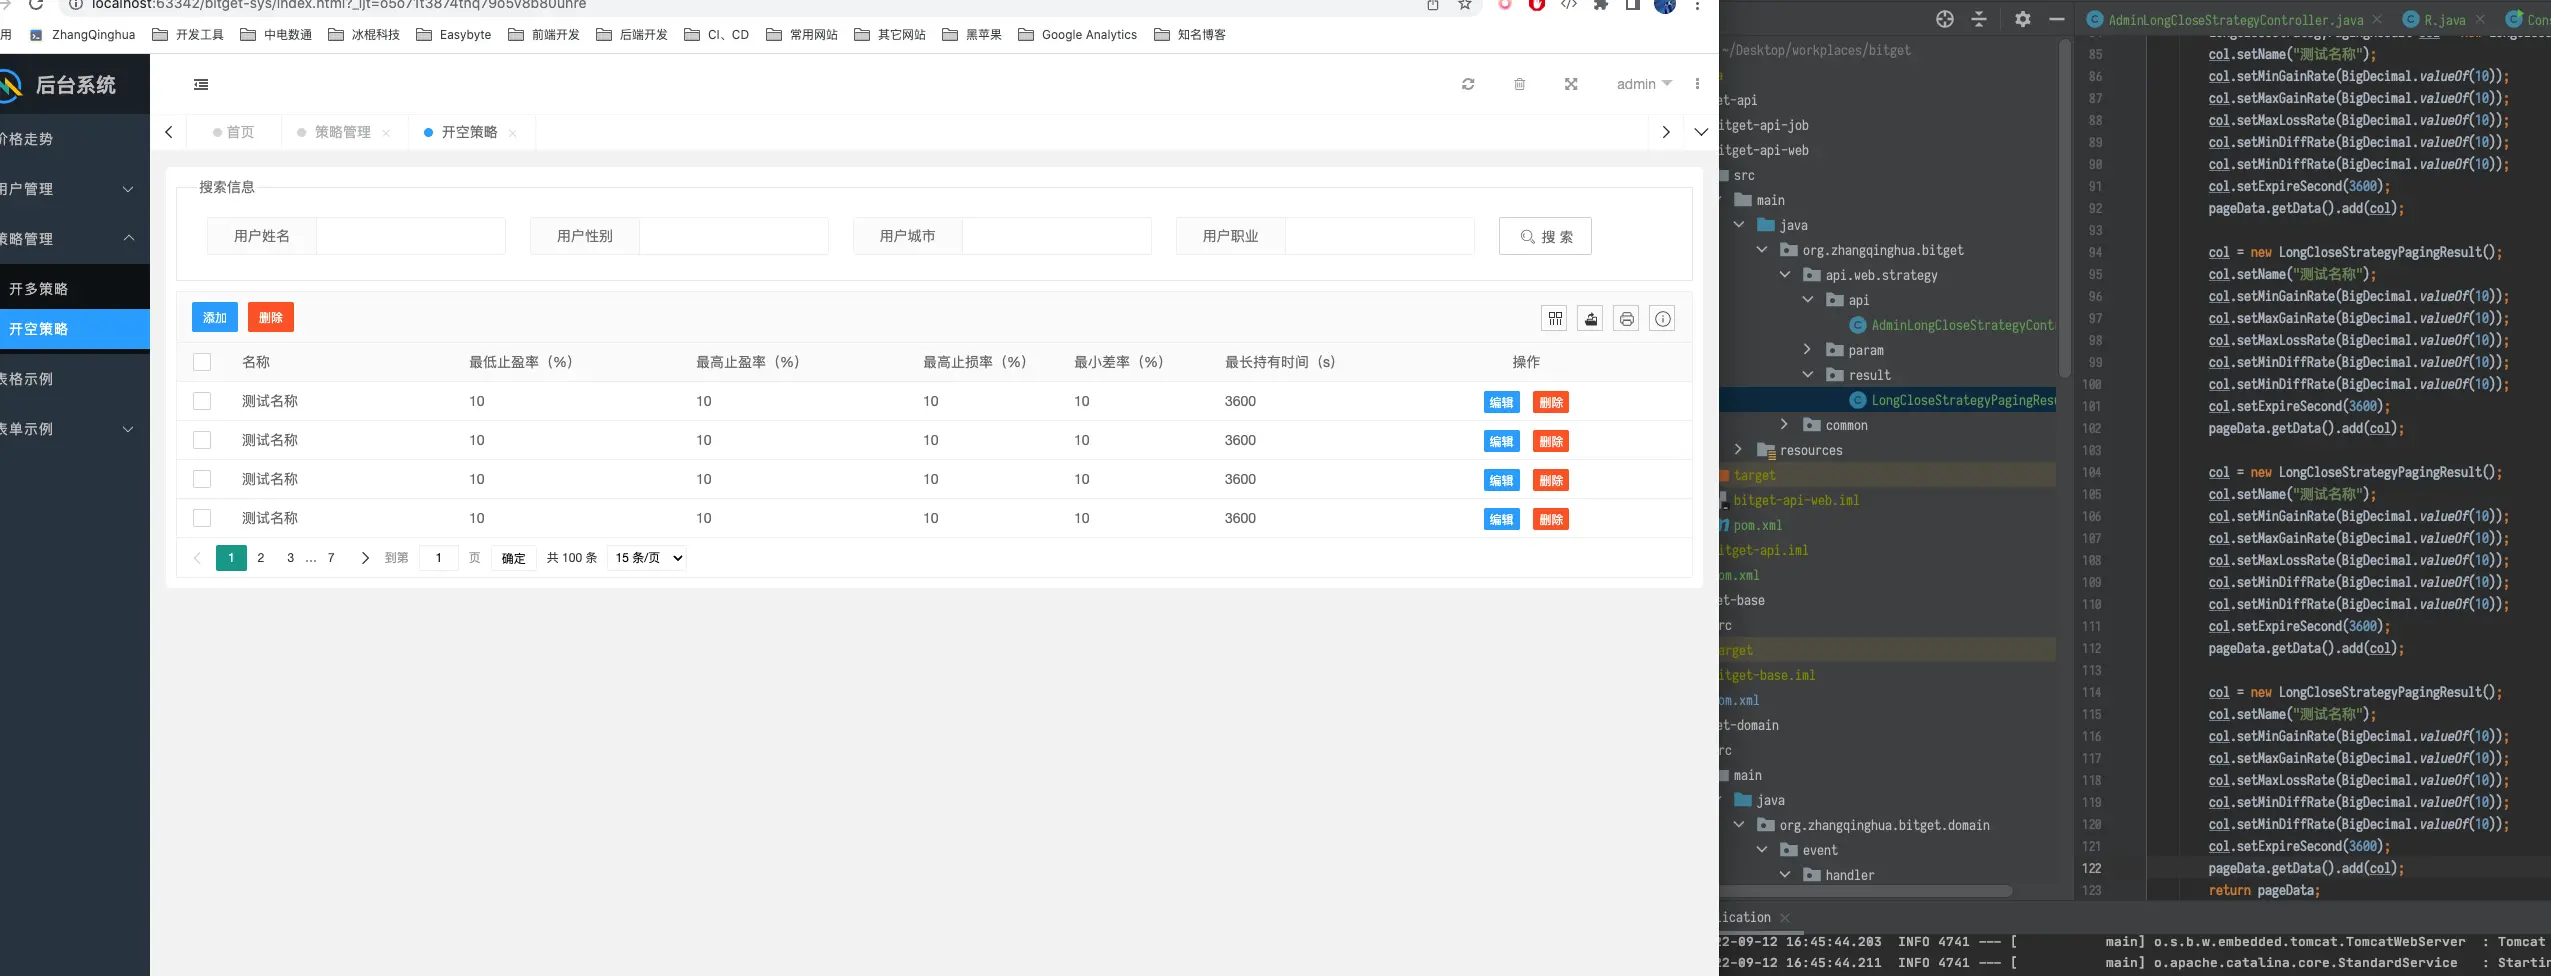 localhost:63342/bitget-sys/index.html?_ijt=o5o71t3874thq79o5v8b80uhre
用 ZhangQinghua 开发工具 中电数通 冰棍科技 Easybyte 前端开发 后端开发 CI、CD 常用网站 其它网站 黑苹果 Google Analytics 知名博客
后台系统
admin
价格走势
用户管理
策略管理
开多策略
开空策略
表格示例
表单示例
首页 策略管理 开空策略
搜索信息
用户姓名 用户性别 用户城市 用户职业 搜 索
添加 删除
名称 最低止盈率（%） 最高止盈率（%） 最高止损率（%） 最小差率（%） 最长持有时间（s） 操作
测试名称 10 10 10 10 3600 编辑 删除
测试名称 10 10 10 10 3600 编辑 删除
测试名称 10 10 10 10 3600 编辑 删除
测试名称 10 10 10 10 3600 编辑 删除
1 2 3 … 7 到第 1 页 确定 共 100 条 15 条/页
~/Desktop/workplaces/bitget
et-api
bitget-api-job
bitget-api-web
src
main
java
org.zhangqinghua.bitget
api.web.strategy
api
AdminLongCloseStrategyCont
param
result
LongCloseStrategyPagingResu
common
resources
target
bitget-api-web.iml
pom.xml
bitget-api.iml
pom.xml
et-base
src
target
bitget-base.iml
pom.xml
et-domain
src
main
java
org.zhangqinghua.bitget.domain
event
handler
AdminLongCloseStrategyController.java R.java Cons
85 col.setName("测试名称");
86 col.setMinGainRate(BigDecimal.valueOf(10));
87 col.setMaxGainRate(BigDecimal.valueOf(10));
88 col.setMaxLossRate(BigDecimal.valueOf(10));
89 col.setMinDiffRate(BigDecimal.valueOf(10));
90 col.setMinDiffRate(BigDecimal.valueOf(10));
91 col.setExpireSecond(3600);
92 pageData.getData().add(col);
93
94 col = new LongCloseStrategyPagingResult();
95 col.setName("测试名称");
96 col.setMinGainRate(BigDecimal.valueOf(10));
97 col.setMaxGainRate(BigDecimal.valueOf(10));
98 col.setMaxLossRate(BigDecimal.valueOf(10));
99 col.setMinDiffRate(BigDecimal.valueOf(10));
100 col.setMinDiffRate(BigDecimal.valueOf(10));
101 col.setExpireSecond(3600);
102 pageData.getData().add(col);
103
104 col = new LongCloseStrategyPagingResult();
105 col.setName("测试名称");
106 col.setMinGainRate(BigDecimal.valueOf(10));
107 col.setMaxGainRate(BigDecimal.valueOf(10));
108 col.setMaxLossRate(BigDecimal.valueOf(10));
109 col.setMinDiffRate(BigDecimal.valueOf(10));
110 col.setMinDiffRate(BigDecimal.valueOf(10));
111 col.setExpireSecond(3600);
112 pageData.getData().add(col);
113
114 col = new LongCloseStrategyPagingResult();
115 col.setName("测试名称");
116 col.setMinGainRate(BigDecimal.valueOf(10));
117 col.setMaxGainRate(BigDecimal.valueOf(10));
118 col.setMaxLossRate(BigDecimal.valueOf(10));
119 col.setMinDiffRate(BigDecimal.valueOf(10));
120 col.setMinDiffRate(BigDecimal.valueOf(10));
121 col.setExpireSecond(3600);
122 pageData.getData().add(col);
123 return pageData;
lication
22-09-12 16:45:44.203 INFO 4741 --- [ main] o.s.b.w.embedded.tomcat.TomcatWebServer : Tomcat
22-09-12 16:45:44.211 INFO 4741 --- [ main] o.apache.catalina.core.StandardService : Startin